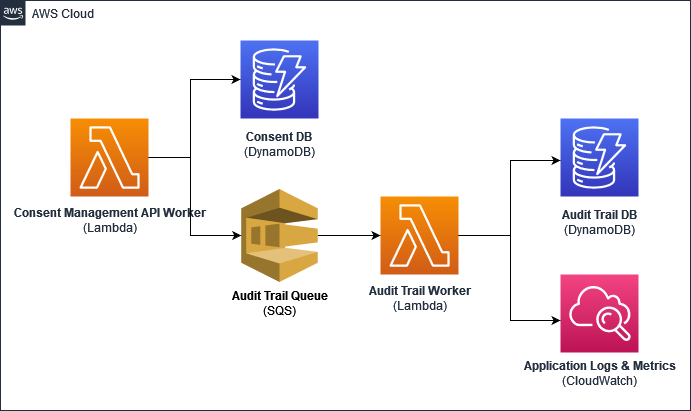 aws
AWS Cloud
Consent DB
(DynamoDB)
Consent Management API Worker
(Lambda)
Audit Trail Queue
(SQS)
Audit Trail Worker
(Lambda)
Audit Trail DB
(DynamoDB)
Application Logs & Metrics
(CloudWatch)